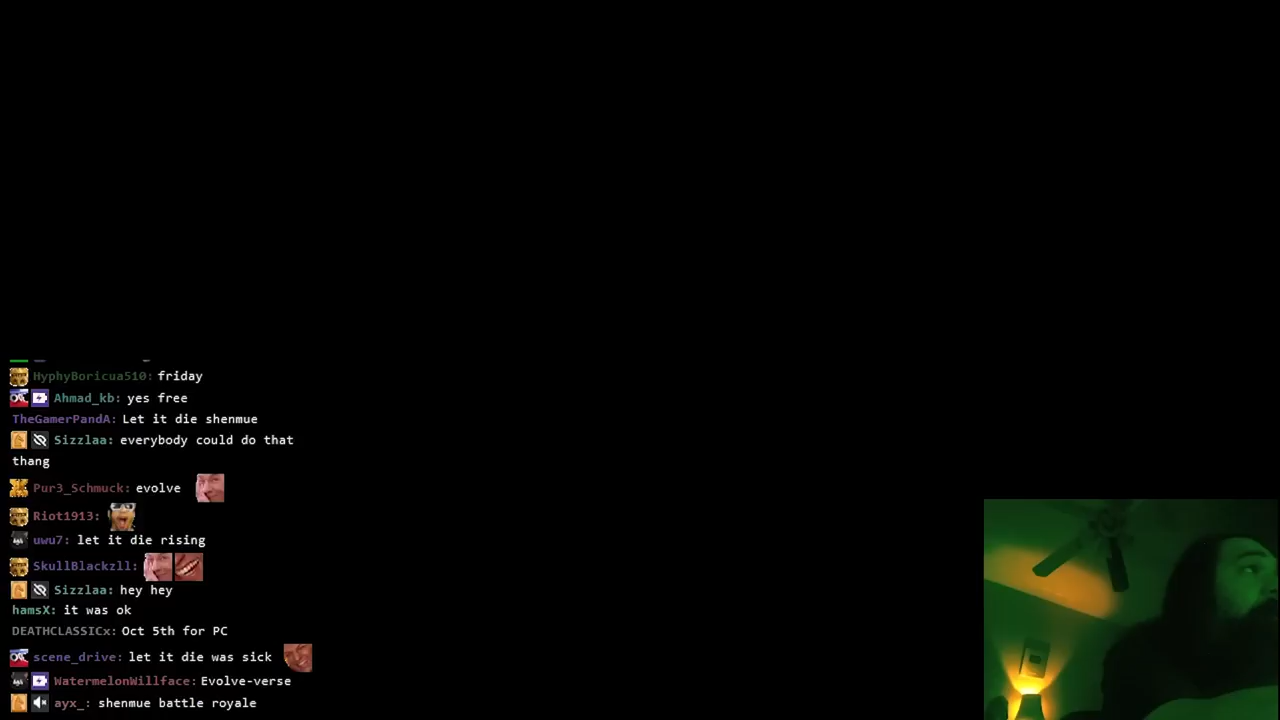 HyphyBoricua510: friday
Ahmad_kb: yes free
TheGamerPandA: Let it die shenmue
Sizzlaa: everybody could do that
thang
Pur3_Schmuck: evolve
Riot1913:
uwu7: let it die rising
SkullBlackzll:
Sizzlaa: hey hey
hamsX: it was ok
DEATHCLASSICx: Oct 5th for PC
scene_drive: let it die was sick
WatermelonWillface: Evolve-verse
ayx_: shenmue battle royale